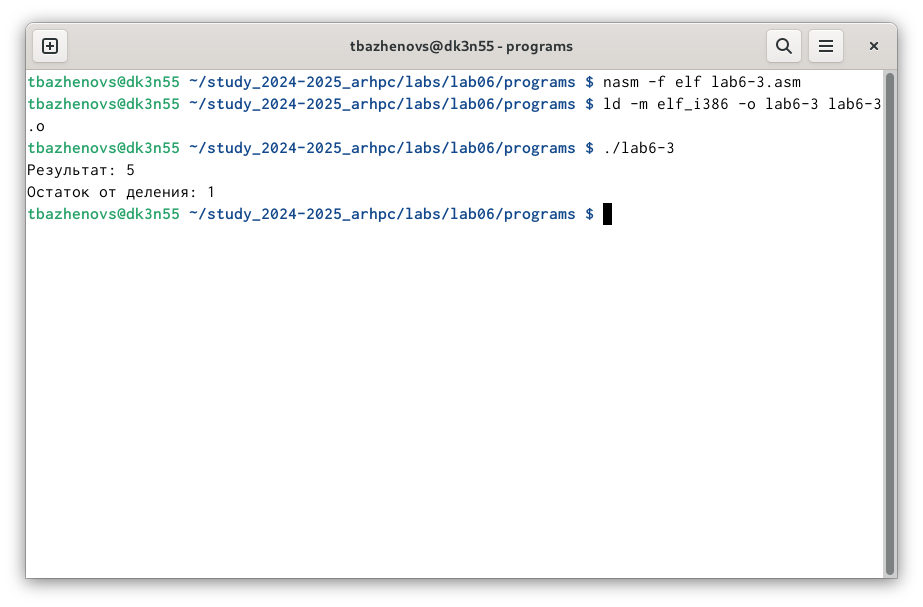 tbazhenovs@dk3n55 - programs
tbazhenovs@dk3n55 ~/study_2024-2025_arhpc/labs/lab06/programs $ nasm -f elf lab6-3.asm
tbazhenovs@dk3n55 ~/study_2024-2025_arhpc/labs/lab06/programs $ ld -m elf_i386 -o lab6-3 lab6-3
.o
tbazhenovs@dk3n55 ~/study_2024-2025_arhpc/labs/lab06/programs $ ./lab6-3
Результат: 5
Остаток от деления: 1
tbazhenovs@dk3n55 ~/study_2024-2025_arhpc/labs/lab06/programs $